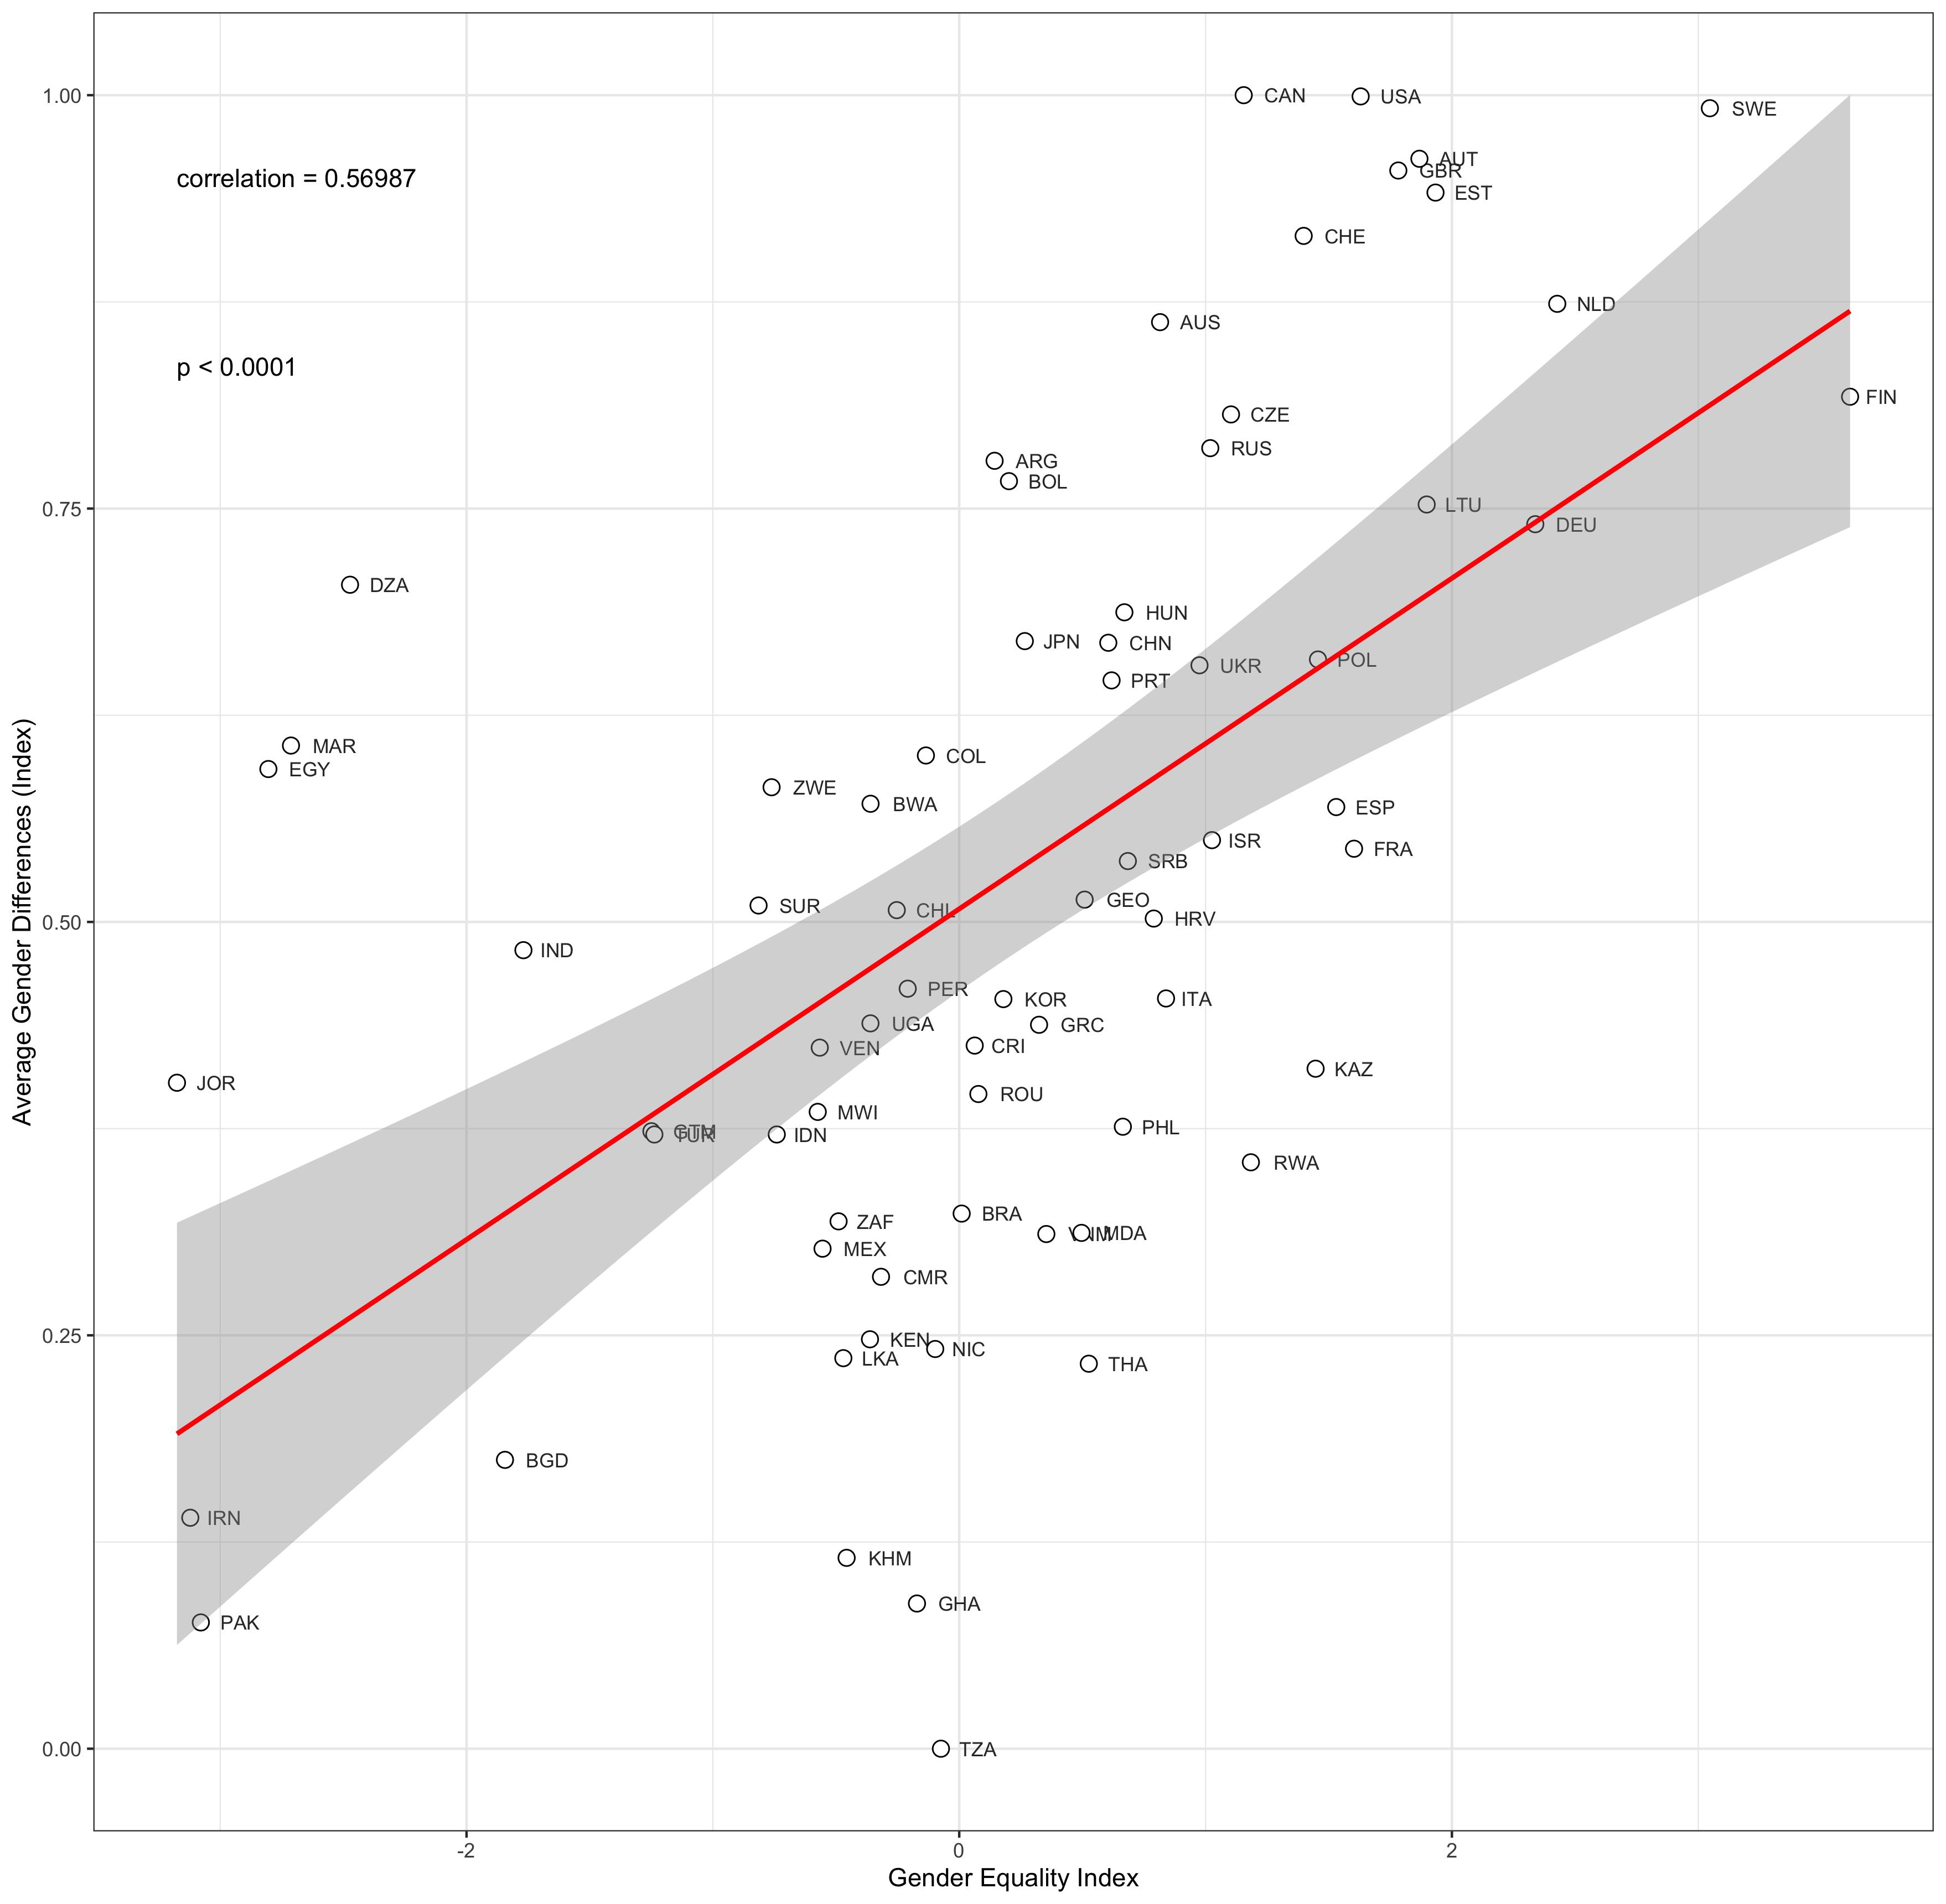 1.00
CAN
USA
SWE
AUT
GBR
correlation = 0.56987
EST
CHE
NLD
AUS
p < 0.0001
FIN
CZE
RUS
ARG
BOL
LTU
0.75
DEU
DZA
HUN
JPN
CHN
POL
UKR
PRT
MAR
COL
EGY
ZWE
BWA
ESP
ISR
FRA
SRB
GEO
SUR
CHL
HRV
0.50
IND
PER
KOR
ITA
UGA
GRC
CRI
VEN
KAZ
JOR
ROU
MWI
PHL
GTM
TUR
IDN
RWA
BRA
ZAF
VNM
MDA
MEX
CMR
0.25
KEN
NIC
LKA
THA
BGD
IRN
KHM
GHA
PAK
0.00
TZA
-2
0
2
Gender Equality Index
Average Gender Differences (Index)